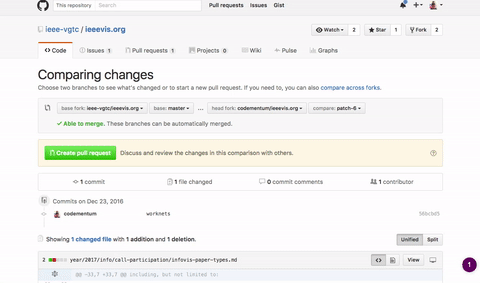 This repository Search Pull requests Issues Gist
ieee-vgtc / ieeevis.org Watch 2 Star 1 Fork 2
Code Issues 1 Pull requests 1 Projects 0 Wiki Pulse Graphs
Comparing changes
Choose two branches to see what's changed or to start a new pull request. If you need to, you can also compare across forks.
base fork: ieee-vgtc/ieeevis.org base: master ... head fork: codementum/ieeevis.org compare: patch-6
Able to merge. These branches can be automatically merged.
Create pull request Discuss and review the changes in this comparison with others.
1 commit 1 file changed 0 commit comments 1 contributor
Commits on Dec 23, 2016
codementum worknets 56bcbd5
Showing 1 changed file with 1 addition and 1 deletion. Unified Split
2 year/2017/info/call-participation/infovis-paper-types.md View
@@ -33,7 +33,7 @@ including, but not limited to:
1